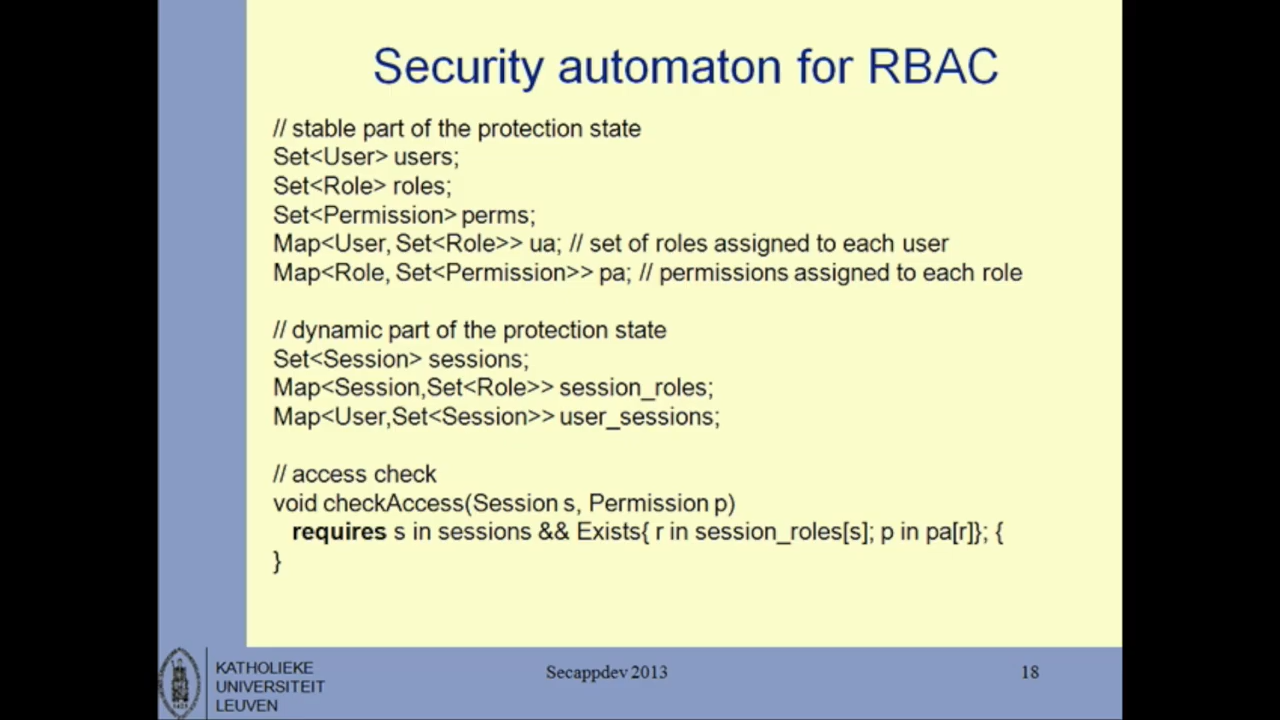 Security automaton for RBAC
// stable part of the protection state
Set<User> users;
Set<Role> roles;
Set<Permission> perms;
Map<User, Set<Role>> ua; // set of roles assigned to each user
Map<Role, Set<Permission>> pa; // permissions assigned to each role
// dynamic part of the protection state
Set<Session> sessions;
Map<Session,Set<Role>> session_roles;
Map<User,Set<Session>> user_sessions;
// access check
void checkAccess(Session s, Permission p)
requires s in sessions && Exists{ r in session_roles[s]; p in pa[r]}; {
}
KATHOLIEKE
UNIVERSITEIT
LEUVEN
Secappdev 2013
18